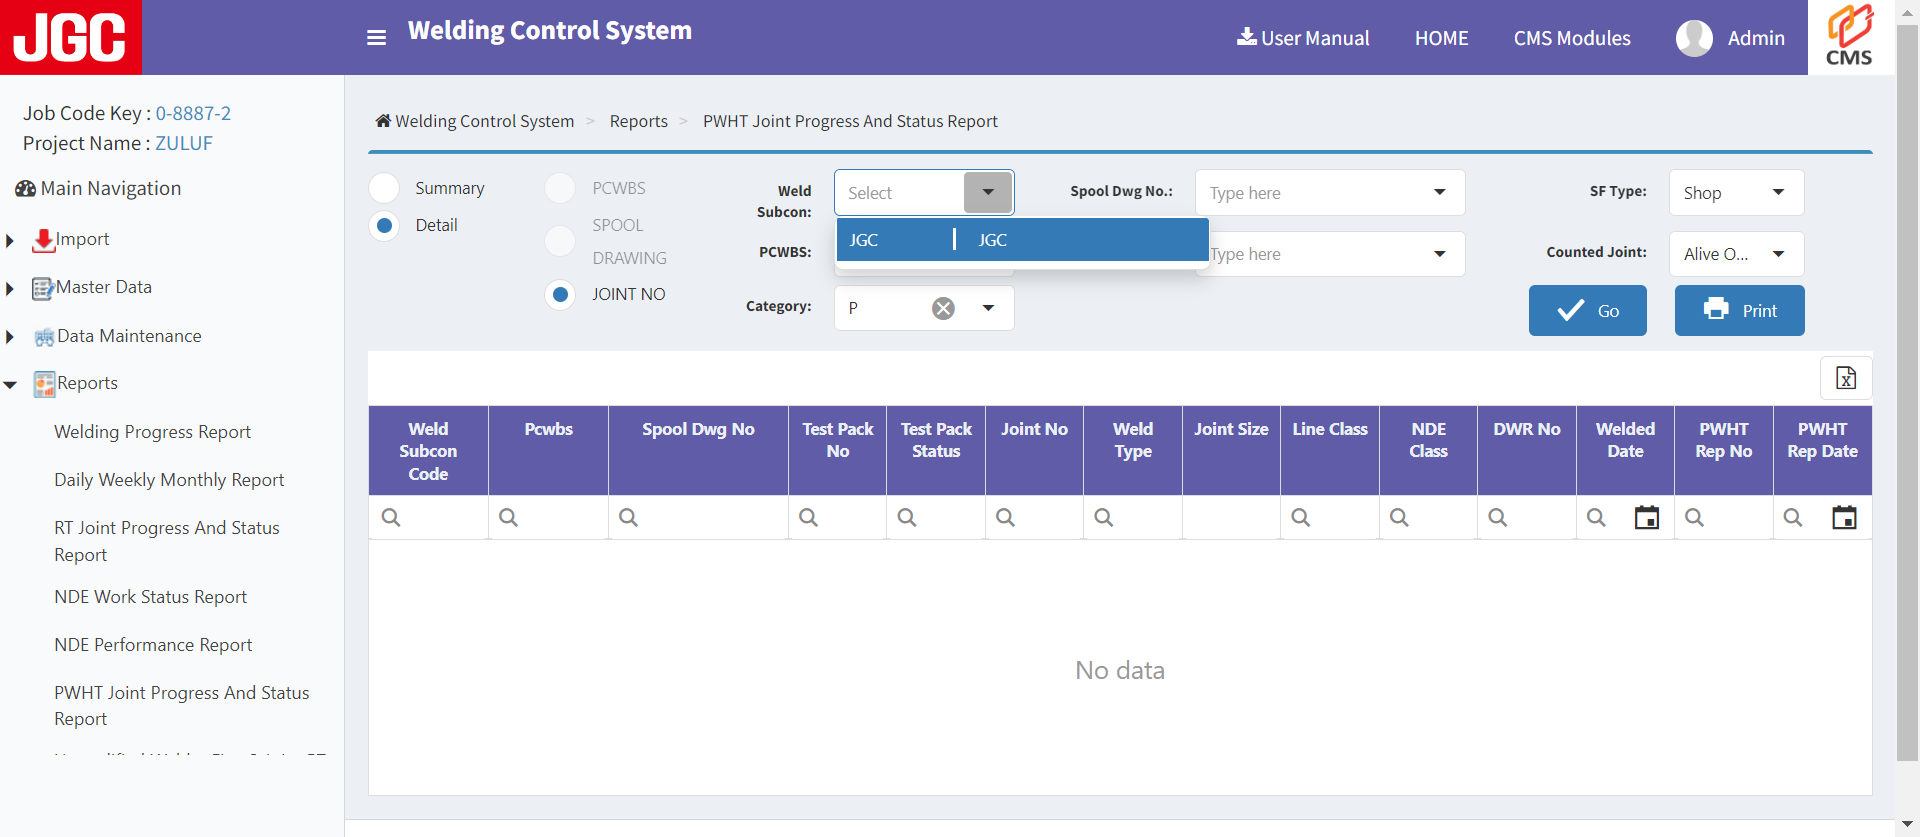 JGC
Welding Control System
User Manual
HOME
CMS Modules
Admin
CMS
Job Code Key : 0-8887-2
Project Name : ZULUF
Main Navigation
Import
Master Data
Data Maintenance
Reports
Welding Progress Report
Daily Weekly Monthly Report
RT Joint Progress And Status
Report
NDE Work Status Report
NDE Performance Report
PWHT Joint Progress And Status
Report
Welding Control System > Reports > PWHT Joint Progress And Status Report
Summary
Detail
PCWBS
SPOOL
DRAWING
JOINT NO
Weld
Subcon:
Select
JGC JGC
PCWBS:
Category:
P
Spool Dwg No.:
Type here
Type here
SF Type:
Shop
Counted Joint:
Alive O...
Go
Print
Weld
Subcon
Code
Pcwbs
Spool Dwg No
Test Pack
No
Test Pack
Status
Joint No
Weld
Type
Joint Size
Line Class
NDE
Class
DWR No
Welded
Date
PWHT
Rep No
PWHT
Rep Date
No data